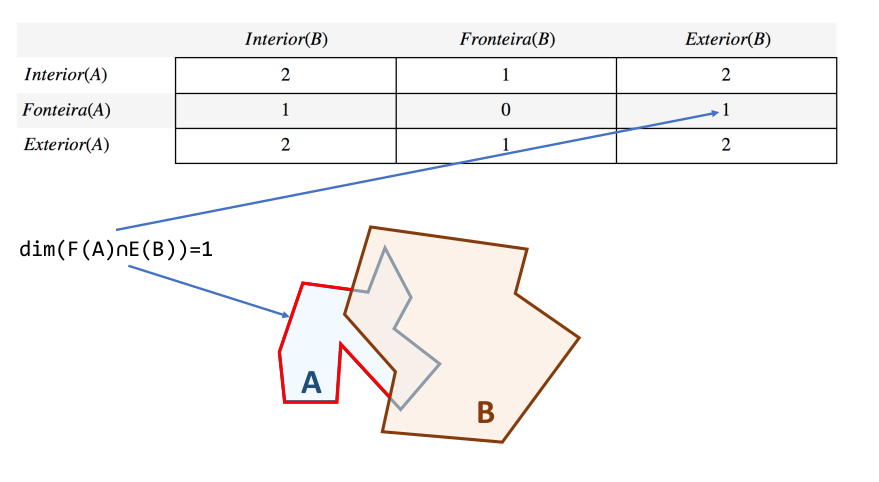 Interior(B) Fronteira(B) Exterior(B)
Interior(A) 2 1 2
Fonteira(A) 1 0 1
Exterior(A) 2 1 2
dim(F(A)∩E(B))=1
A
B